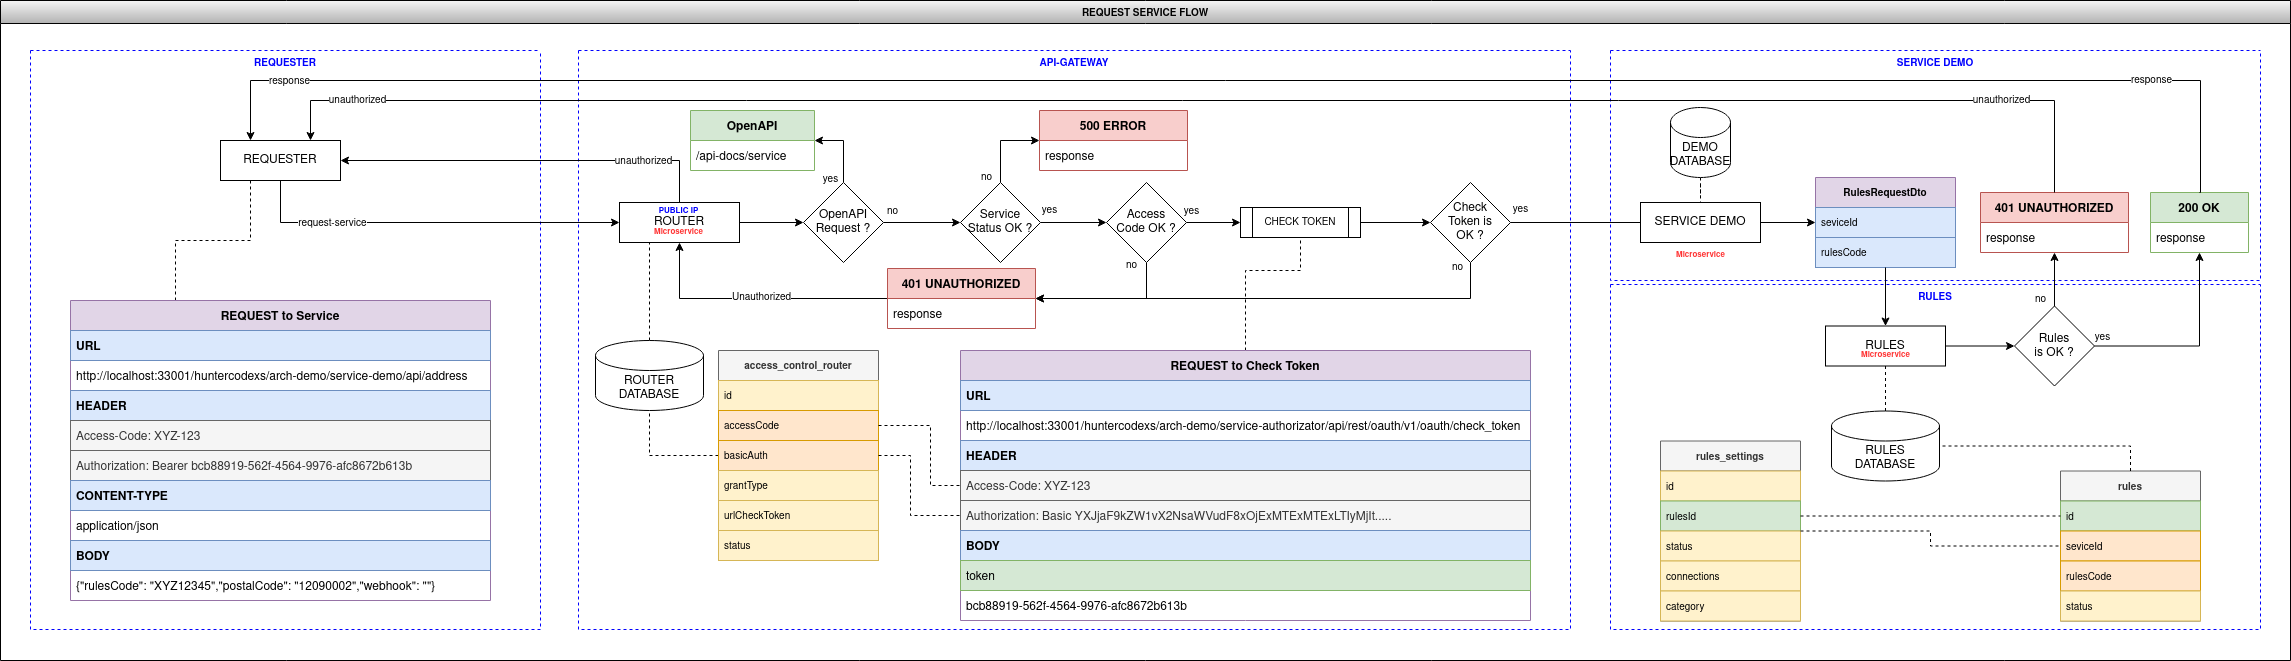 REQUEST SERVICE FLOW
REQUESTER
response
unauthorized
REQUESTER
request-service
REQUEST to Service
URL
http://localhost:33001/huntercodexs/arch-demo/service-demo/api/address
HEADER
Access-Code: XYZ-123
Authorization: Bearer bcb88919-562f-4564-9976-afc8672b613b
CONTENT-TYPE
application/json
BODY
{"rulesCode": "XYZ12345","postalCode": "12090002","webhook": ""}
API-GATEWAY
unauthorized
OpenAPI
/api-docs/service
500 ERROR
response
PUBLIC IP
ROUTER
Microservice
yes
OpenAPI
Request ?
no
no
Service
Status OK ?
yes
Access
Code OK ?
yes
no
CHECK TOKEN
Check
Token is
OK ?
yes
no
Unauthorized
401 UNAUTHORIZED
response
ROUTER
DATABASE
access_control_router
id
accessCode
basicAuth
grantType
urlCheckToken
status
REQUEST to Check Token
URL
http://localhost:33001/huntercodexs/arch-demo/service-authorizator/api/rest/oauth/v1/oauth/check_token
HEADER
Access-Code: XYZ-123
Authorization: Basic YXJjaF9kZW1vX2NsaWVudF8xOjExMTExMTExLTIyMjIt.....
BODY
token
bcb88919-562f-4564-9976-afc8672b613b
SERVICE DEMO
response
unauthorized
DEMO
DATABASE
SERVICE DEMO
Microservice
RulesRequestDto
seviceId
rulesCode
401 UNAUTHORIZED
response
200 OK
response
RULES
RULES
Microservice
no
Rules
is OK ?
yes
RULES
DATABASE
rules_settings
id
rulesId
status
connections
category
rules
id
seviceId
rulesCode
status